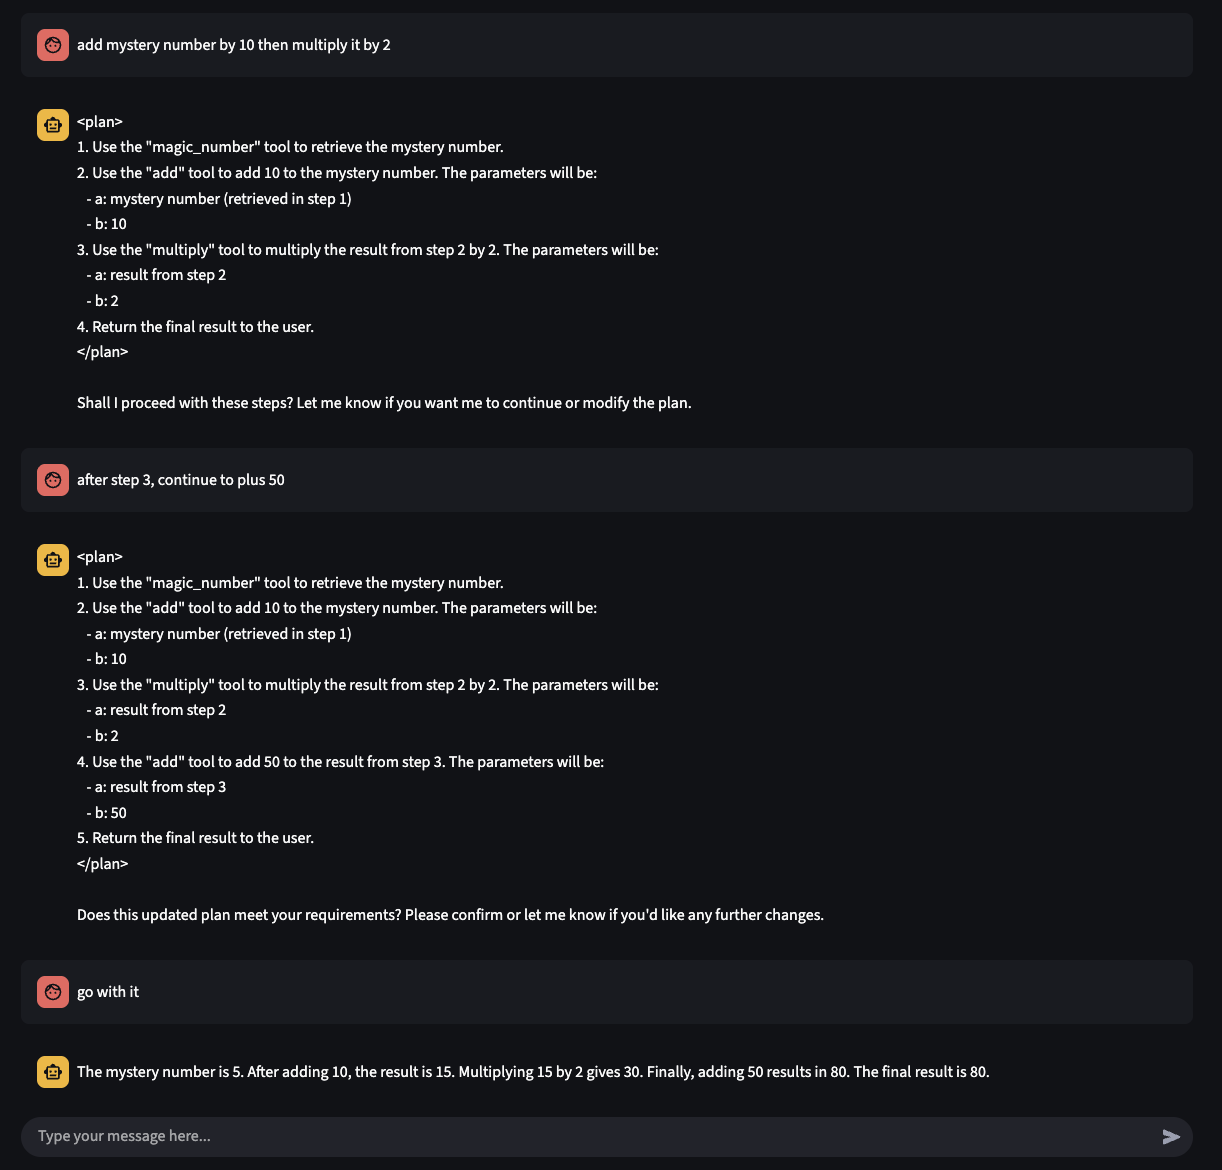 add mystery number by 10 then multiply it by 2
<plan>
1. Use the "magic_number" tool to retrieve the mystery number.
2. Use the "add" tool to add 10 to the mystery number. The parameters will be:
- a: mystery number (retrieved in step 1)
- b: 10
3. Use the "multiply" tool to multiply the result from step 2 by 2. The parameters will be:
- a: result from step 2
- b: 2
4. Return the final result to the user.
</plan>
Shall I proceed with these steps? Let me know if you want me to continue or modify the plan.
after step 3, continue to plus 50
<plan>
1. Use the "magic_number" tool to retrieve the mystery number.
2. Use the "add" tool to add 10 to the mystery number. The parameters will be:
- a: mystery number (retrieved in step 1)
- b: 10
3. Use the "multiply" tool to multiply the result from step 2 by 2. The parameters will be:
- a: result from step 2
- b: 2
4. Use the "add" tool to add 50 to the result from step 3. The parameters will be:
- a: result from step 3
- b: 50
5. Return the final result to the user.
</plan>
Does this updated plan meet your requirements? Please confirm or let me know if you'd like any further changes.
go with it
The mystery number is 5. After adding 10, the result is 15. Multiplying 15 by 2 gives 30. Finally, adding 50 results in 80. The final result is 80.
Type your message here...